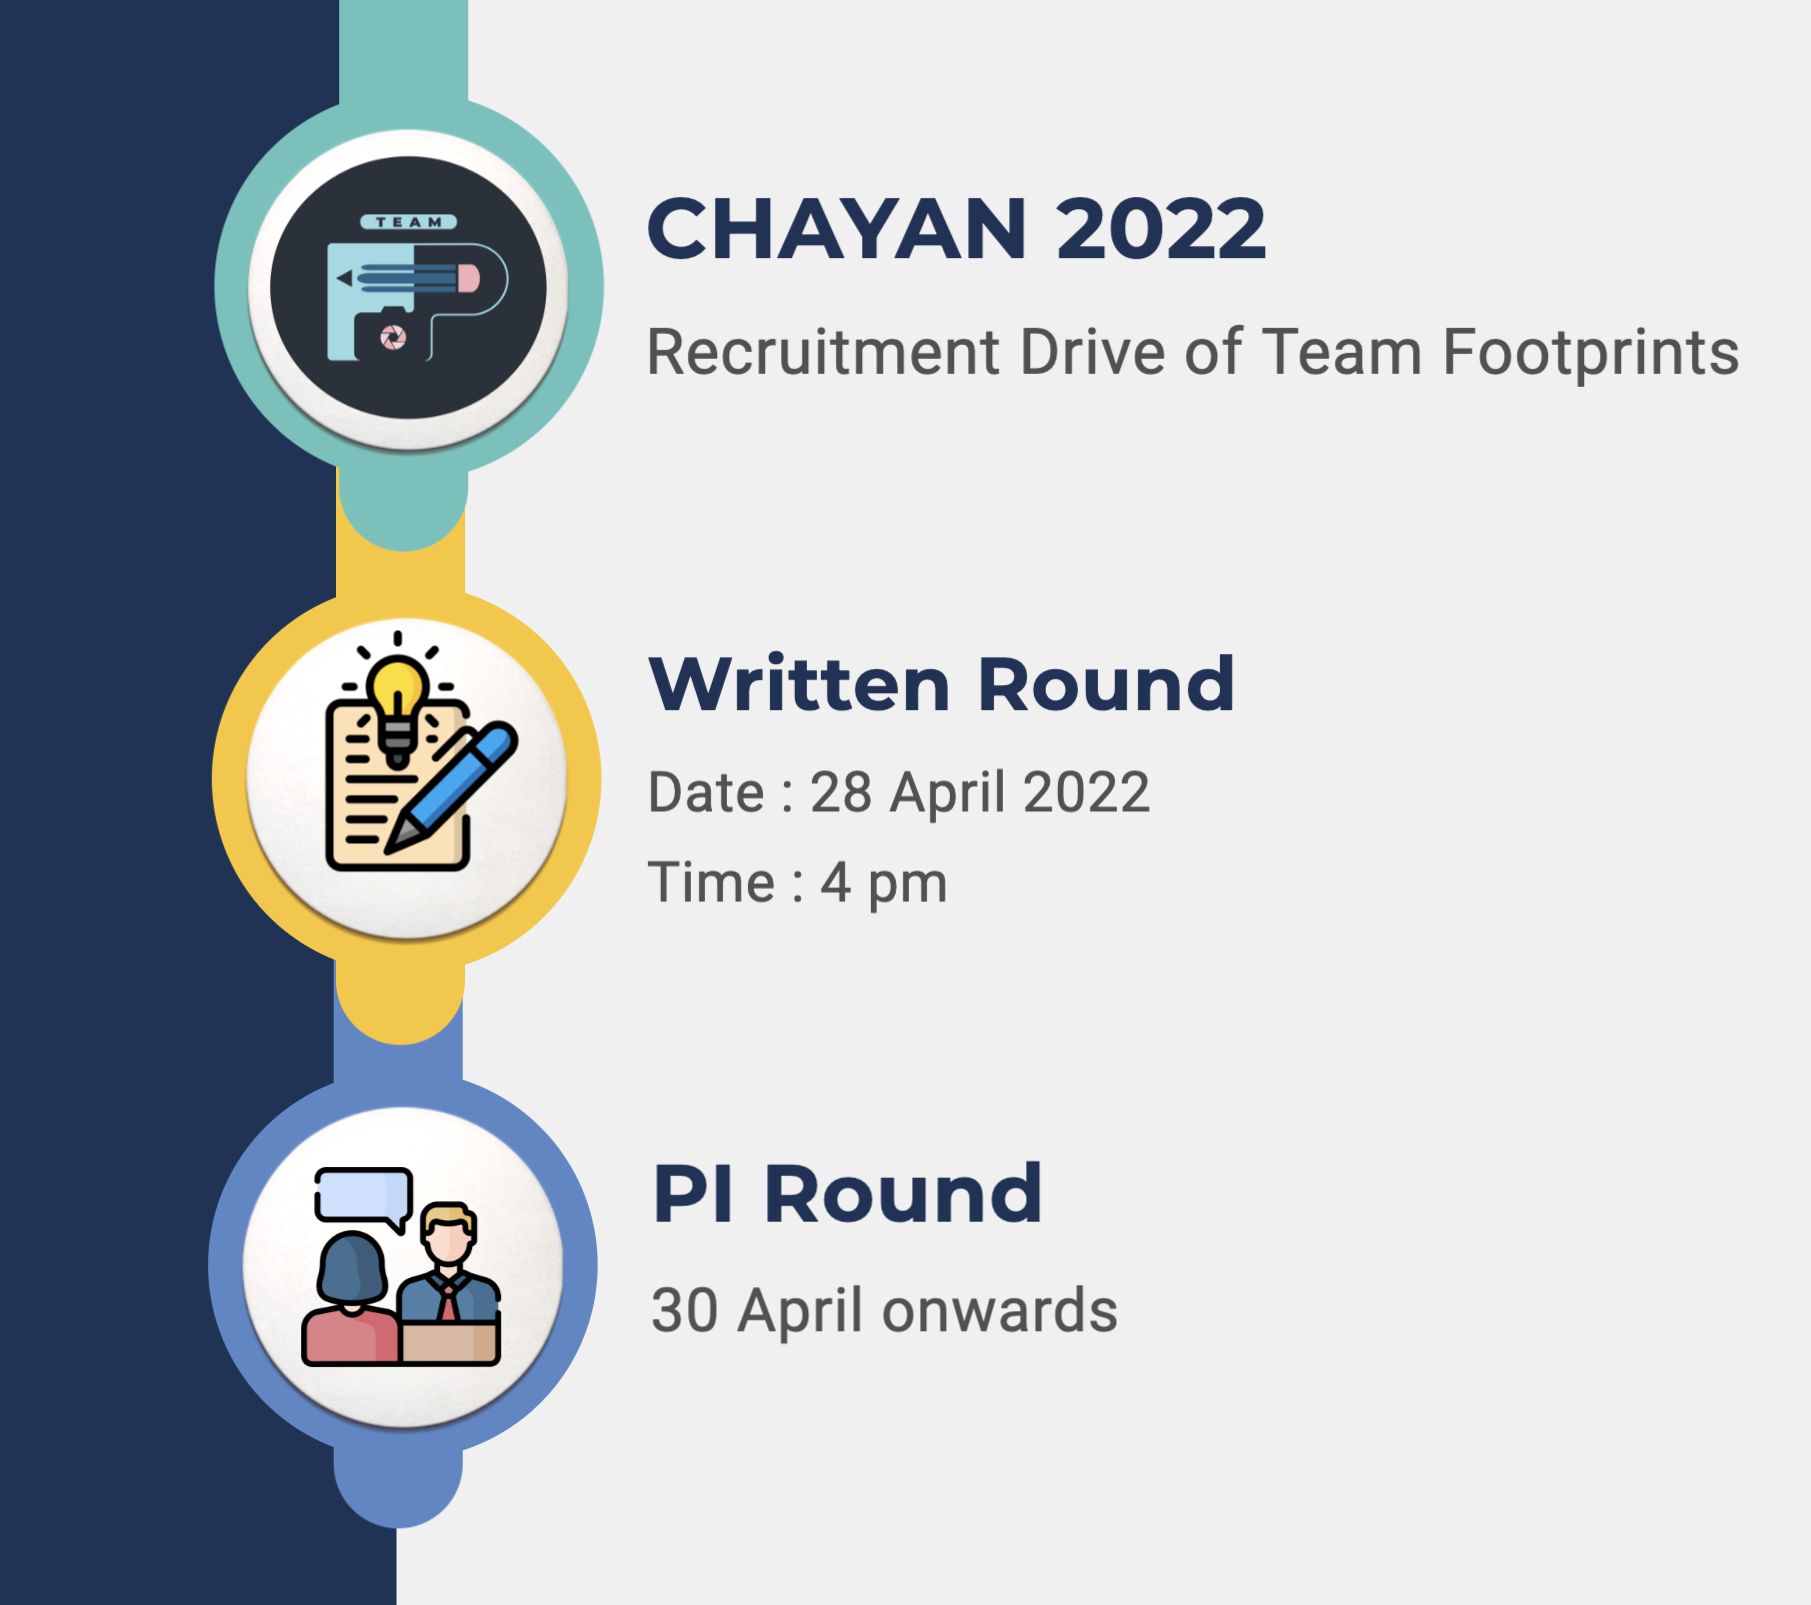 TEAM
CHAYAN 2022
Recruitment Drive of Team Footprints
Written Round
Date : 28 April 2022
Time : 4 pm
PI Round
30 April onwards